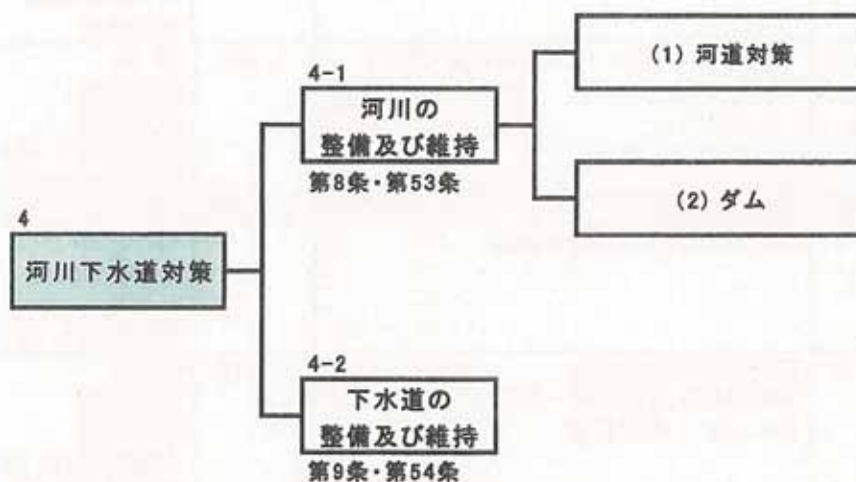 4
河川下水道対策
4-1
河川の
整備及び維持
第8条・第53条
(1) 河道対策
(2) ダム
4-2
下水道の
整備及び維持
第9条・第54条